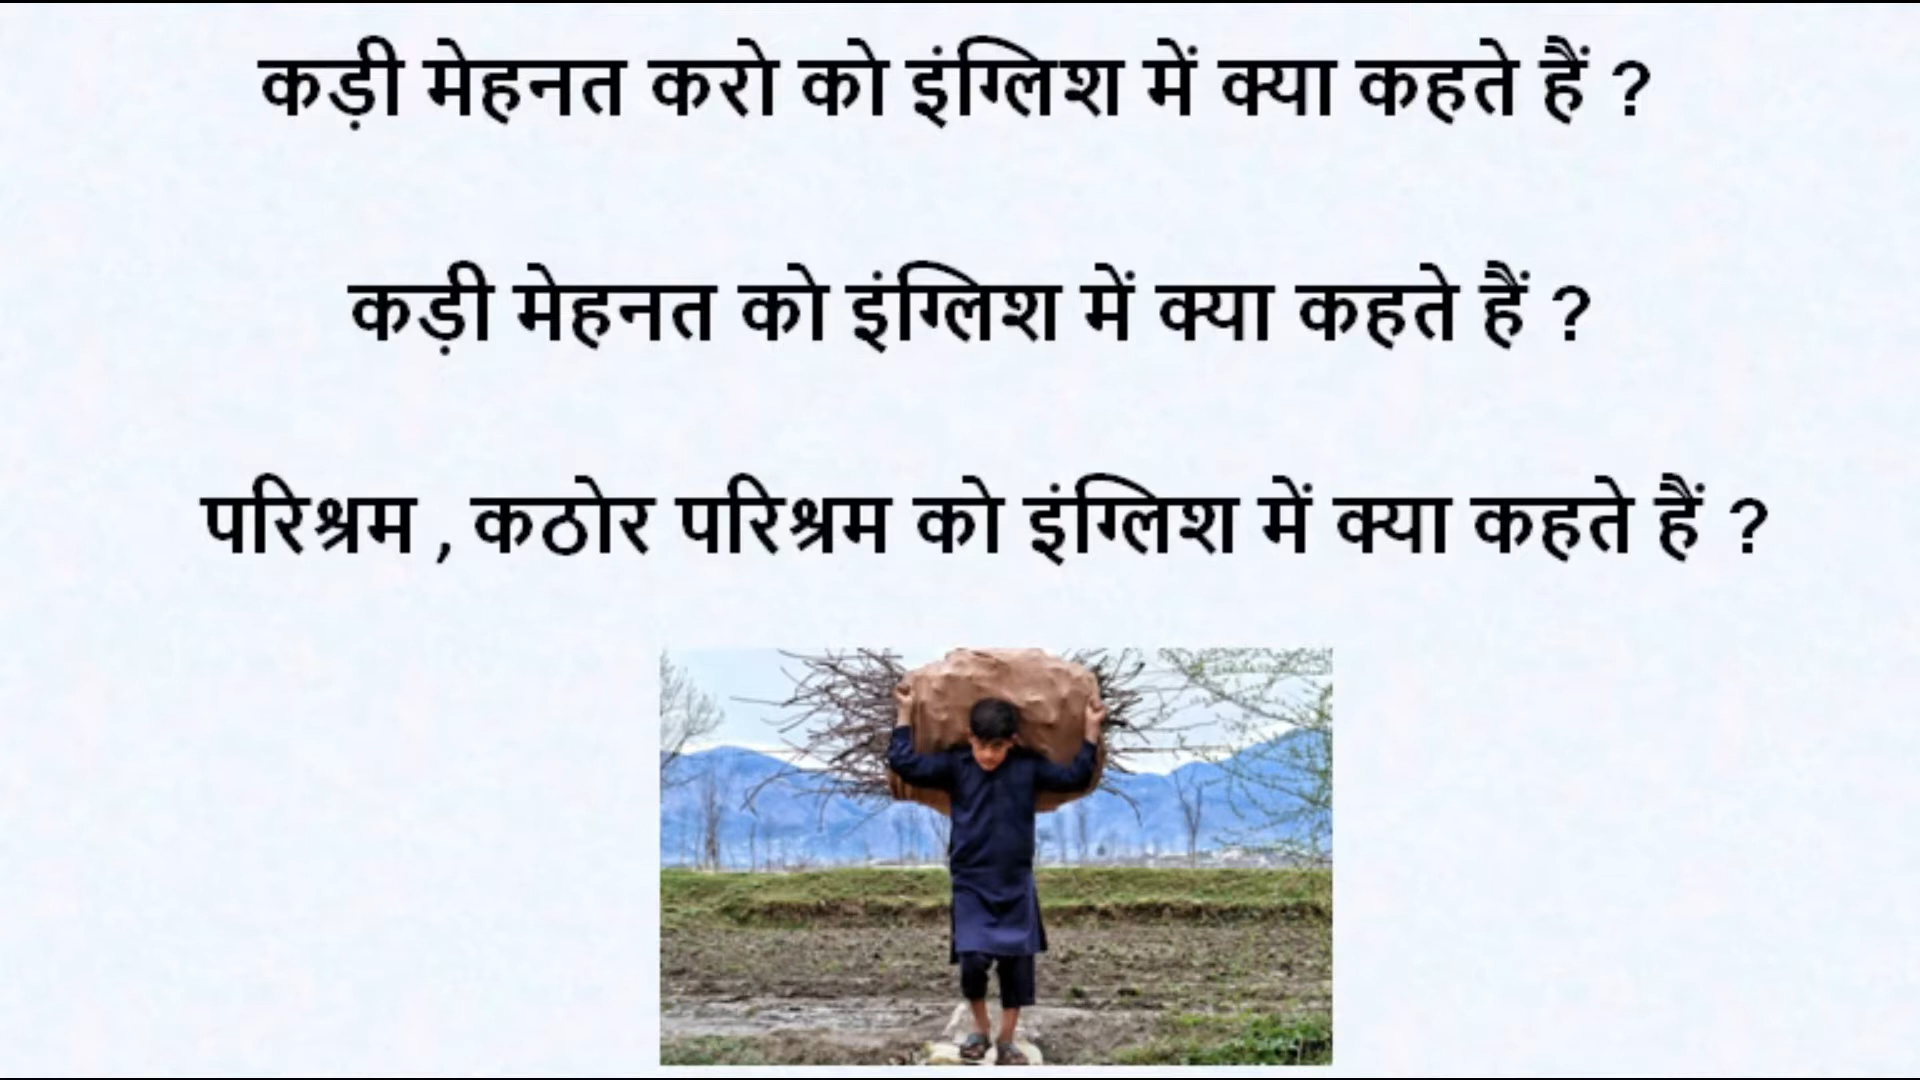 कड़ी मेहनत करो को इंग्लिश में क्या कहते हैं ?
कड़ी मेहनत को इंग्लिश में क्या कहते हैं ?
परिश्रम , कठोर परिश्रम को इंग्लिश में क्या कहते हैं ?